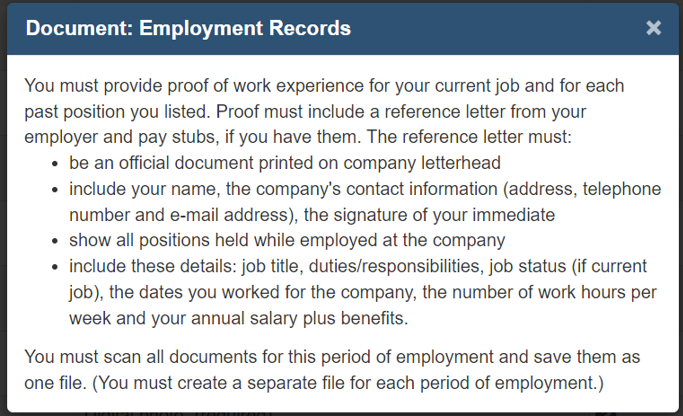 Document: Employment Records ×
You must provide proof of work experience for your current job and for each
past position you listed. Proof must include a reference letter from your
employer and pay stubs, if you have them. The reference letter must:
• be an official document printed on company letterhead
• include your name, the company's contact information (address, telephone
number and e-mail address), the signature of your immediate
• show all positions held while employed at the company
• include these details: job title, duties/responsibilities, job status (if current
job), the dates you worked for the company, the number of work hours per
week and your annual salary plus benefits.
You must scan all documents for this period of employment and save them as
one file. (You must create a separate file for each period of employment.)